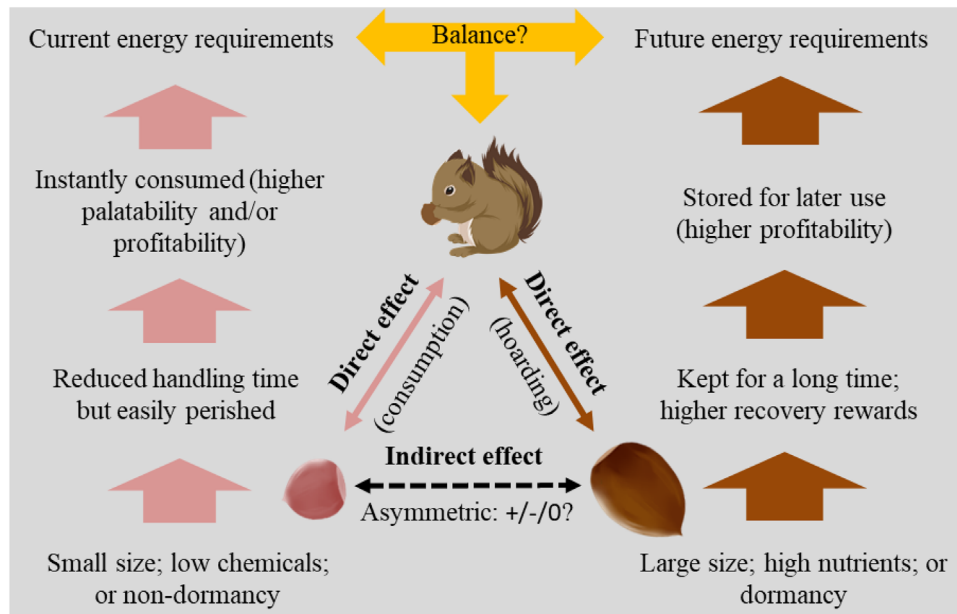 Current energy requirements
Balance?
Future energy requirements
Instantly consumed (higher
palatability and/or
profitability)
Stored for later use
(higher profitability)
Direct effect
(consumption)
Direct effect
(hoarding)
Reduced handling time
but easily perished
Kept for a long time;
higher recovery rewards
Indirect effect
Asymmetric: +/-/0?
Small size; low chemicals;
or non-dormancy
Large size; high nutrients; or
dormancy